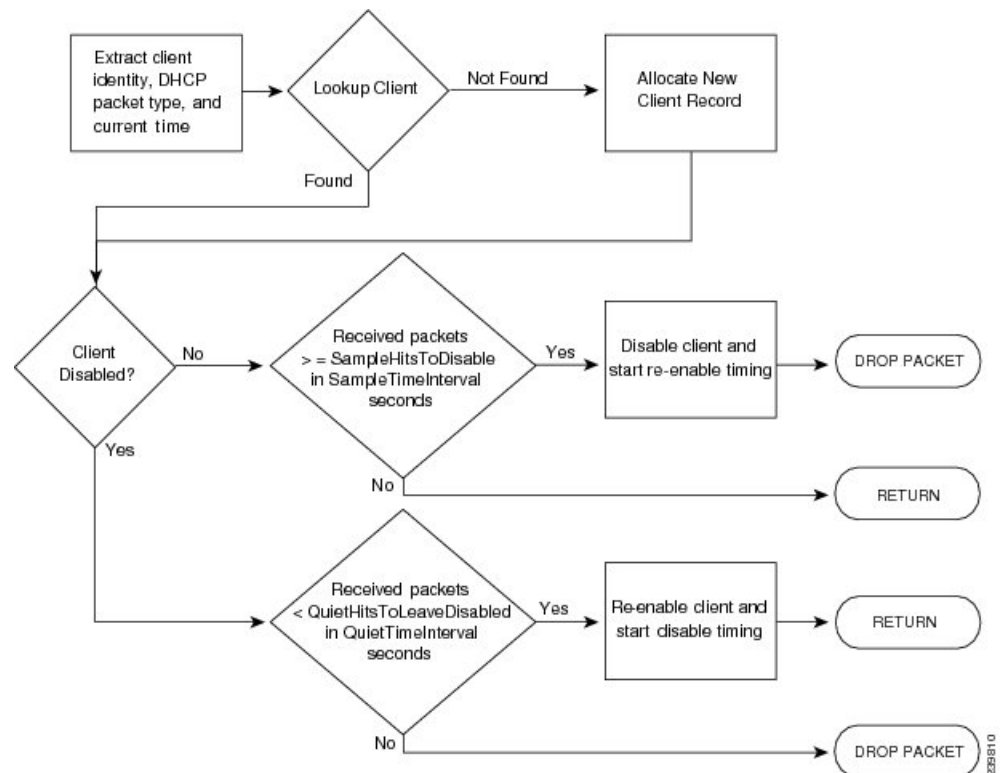 Extract client
identity, DHCP
packet type, and
current time
Lookup Client
Not Found
Allocate New
Client Record
Found
Client
Disabled?
No
Received packets
> = SampleHitsToDisable
in SampleTimeInterval
seconds
Yes
Disable client and
start re-enable timing
DROP PACKET
Yes
No
RETURN
Received packets
< QuietHitsToLeaveDisabled
in QuietTimeInterval
seconds
Yes
Re-enable client and
start disable timing
RETURN
No
DROP PACKET
239810